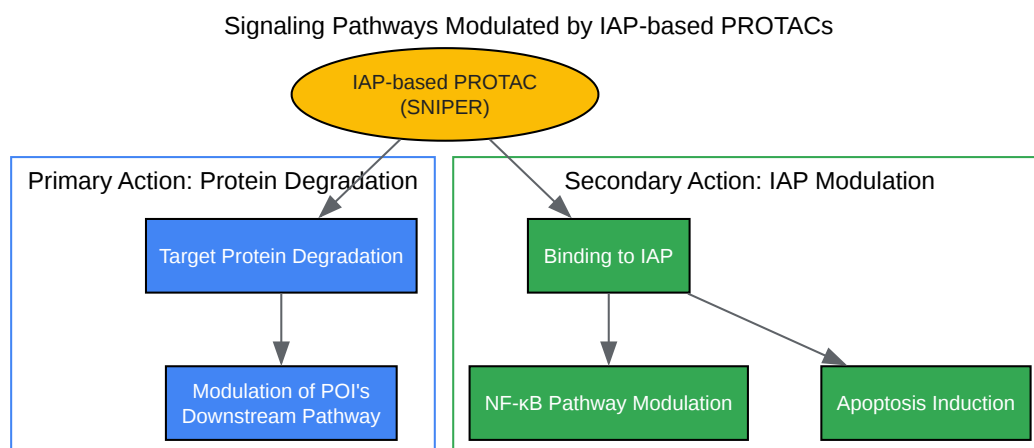 Signaling Pathways Modulated by IAP-based PROTACs
IAP-based PROTAC
(SNIPER)
Primary Action: Protein Degradation
Secondary Action: IAP Modulation
Target Protein Degradation
Binding to IAP
Modulation of POI's
Downstream Pathway
NF-κB Pathway Modulation
Apoptosis Induction